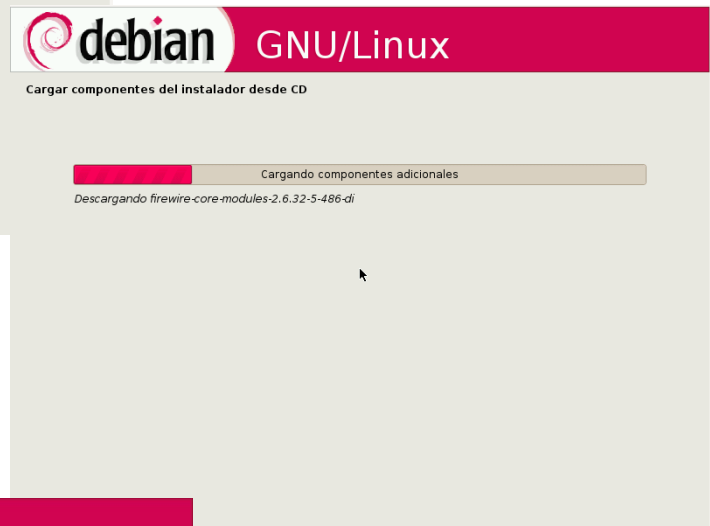 debian GNU/Linux
Cargar componentes del instalador desde CD
Cargando componentes adicionales
Descargando firewire-core-modules-2.6.32-5-486-di